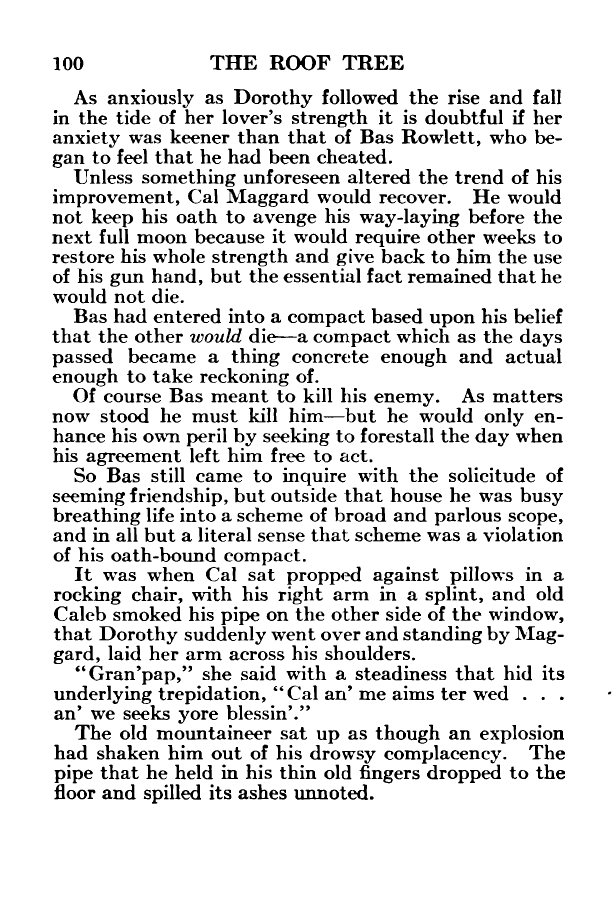 100 THE ROOF TREE
As anxiously as Dorothy followed the rise and fall
in the tide of her lover's strength it is doubtful if her
anxiety was keener than that of Bas Rowlett, who be-
gan to feel that he had been cheated.
Unless something unforeseen altered the trend of his
improvement, Cal Maggard would recover. He would
not keep his oath to avenge his way-laying before the
next full moon because it would require other weeks to
restore his whole strength and give back to him the use
of his gun hand, but the essential fact remained that he
would not die.
Bas had entered into a compact based upon his belief
that the other would die—a compact which as the days
passed became a thing concrete enough and actual
enough to take reckoning of.
Of course Bas meant to kill his enemy. As matters
now stood he must kill him—but he would only en-
hance his own peril by seeking to forestall the day when
his agreement left him free to act.
So Bas still came to inquire with the solicitude of
seeming friendship, but outside that house he was busy
breathing life into a scheme of broad and parlous scope,
and in all but a literal sense that scheme was a violation
of his oath-bound compact.
It was when Cal sat propped against pillows in a
rocking chair, with his right arm in a splint, and old
Caleb smoked his pipe on the other side of the window,
that Dorothy suddenly went over and standing by Mag-
gard, laid her arm across his shoulders.
"Gran'pap," she said with a steadiness that hid its
underlying trepidation, "Cal an' me aims ter wed . . .
an' we seeks yore blessin'."
The old mountaineer sat up as though an explosion
had shaken him out of his drowsy complacency. The
pipe that he held in his thin old fingers dropped to the
floor and spilled its ashes unnoted.